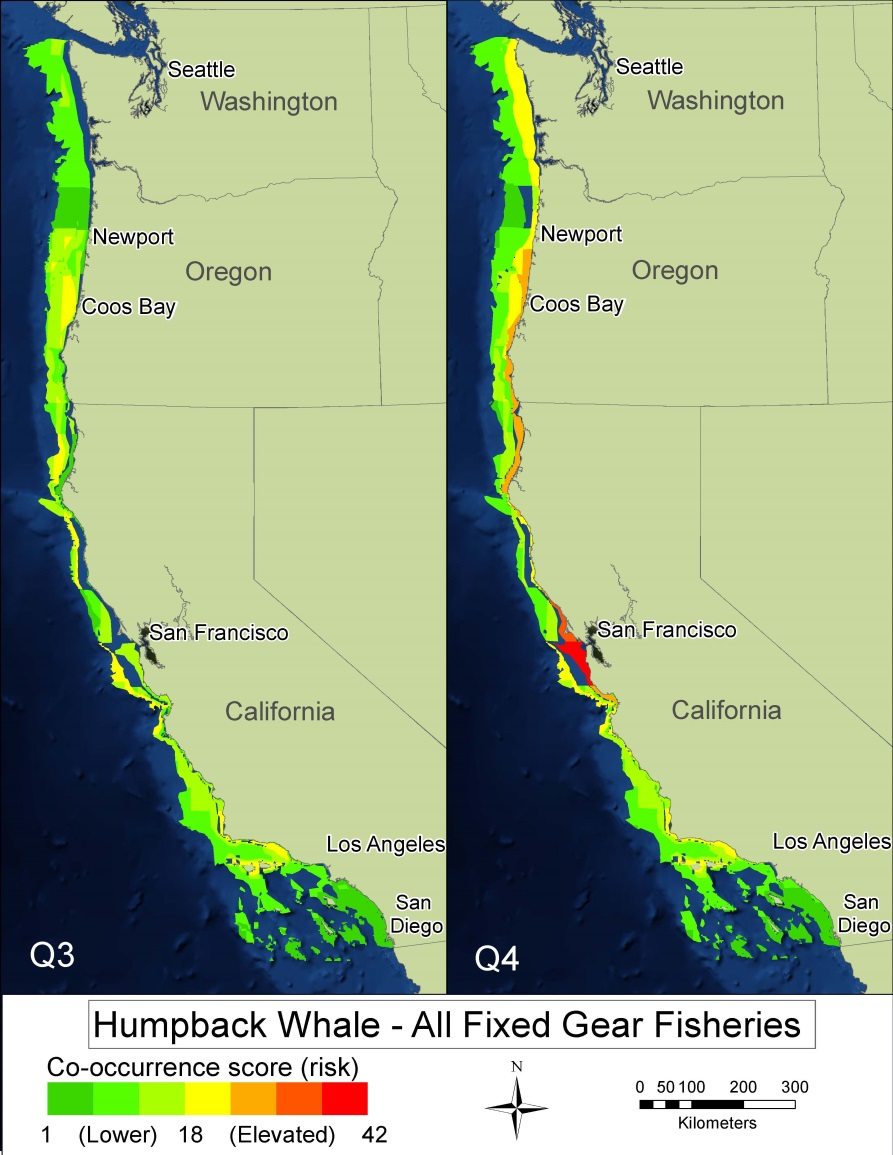 Seattle
Washington
Newport
Oregon
Coos Bay
San Francisco
California
Los Angeles
San
Diego
Q3
Seattle
Washington
Newport
Oregon
Coos Bay
San Francisco
California
Los Angeles
San
Diego
Q4
Humpback Whale - All Fixed Gear Fisheries
Co-occurrence score (risk)
1 (Lower) 18 (Elevated) 42
N
0 50 100 200 300
Kilometers